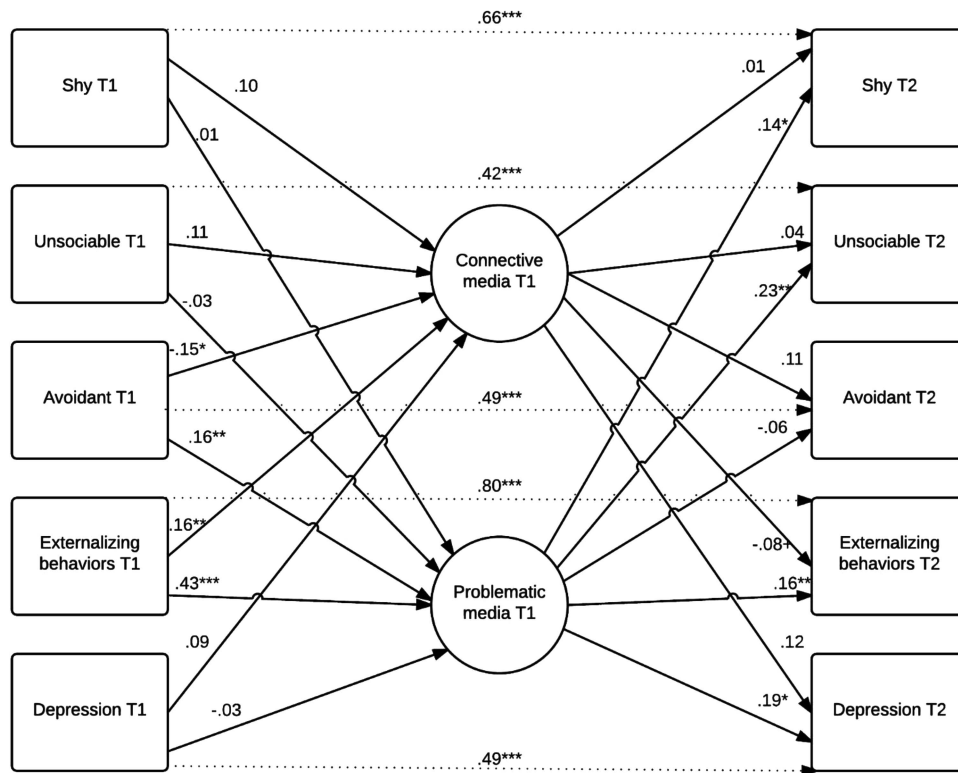 .66***
Shy T1
.10
.01
Shy T2
.01
.14*
.42***
Unsociable T1
.11
-.03
Connective
media T1
Unsociable T2
.04
.23**
Avoidant T1
-.15*
.16**
.49***
Avoidant T2
.11
-.06
.80***
Externalizing
behaviors T1
.16**
.43***
Problematic
media T1
Externalizing
behaviors T2
-.08+
.16**
Depression T1
.09
-.03
Depression T2
.12
.19*
.49***